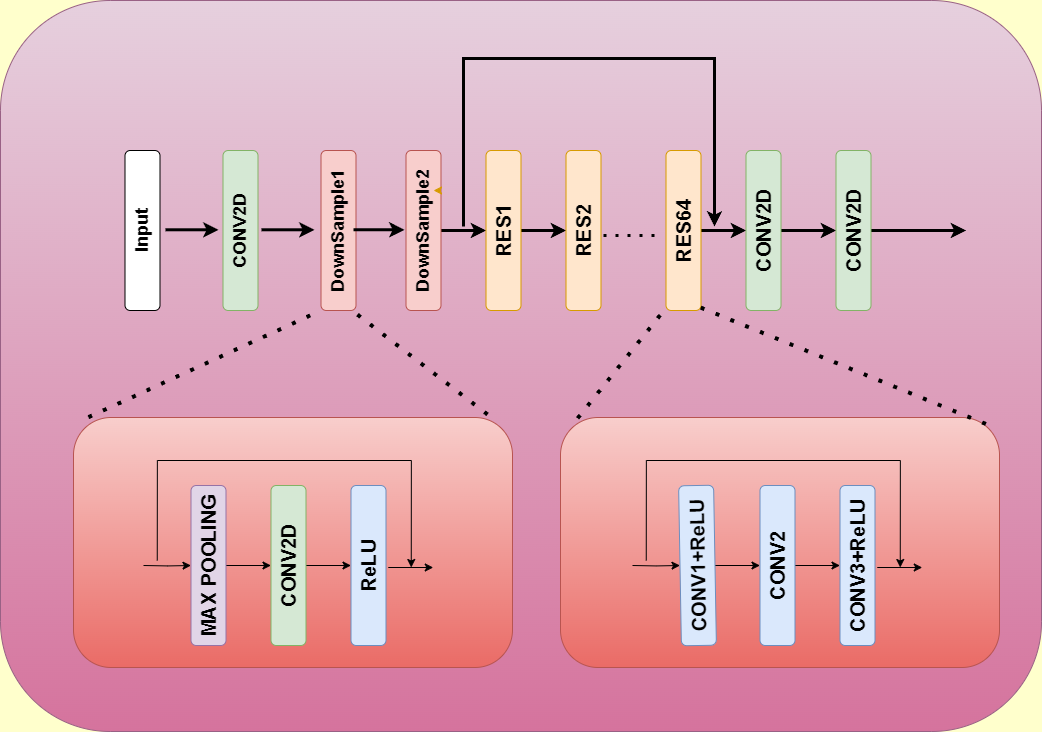 Input
CONV2D
DownSample1
DownSample2
RES1
RES2
RES64
CONV2D
CONV2D
MAX POOLING
CONV2D
ReLU
CONV1+ReLU
CONV2
CONV3+ReLU